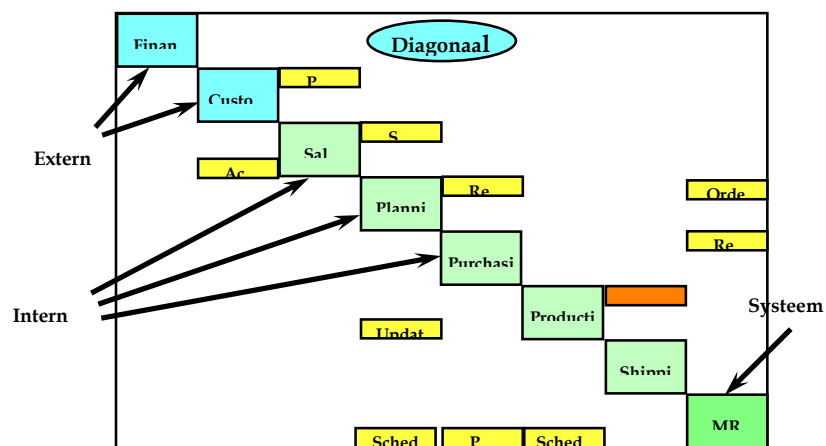 Finan
Diagonaal
P
Custo
S
Extern
Sal
Ac
Re
Orde
Planni
Re
Purchasi
Intern
Systeem
Producti
Updat
Shippi
MR
Sched
P
Sched